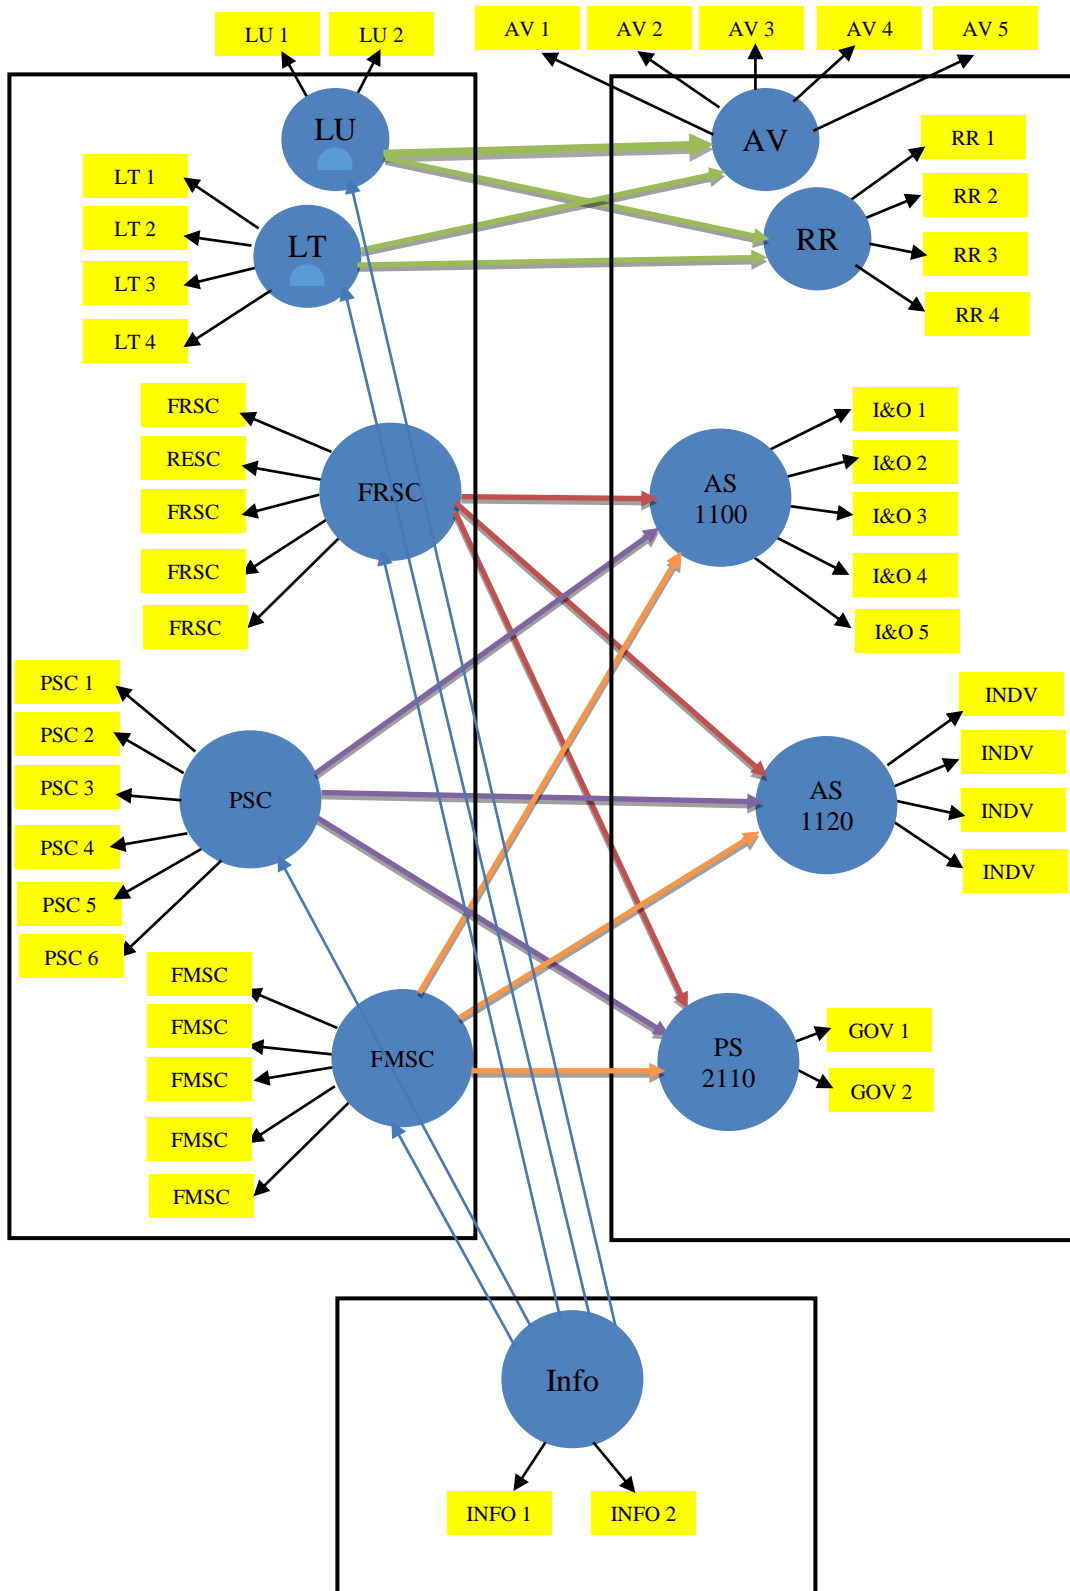 LU 1
LU 2
AV 1
AV 2
AV 3
AV 4
AV 5
LU
AV
LT 1
LT 2
LT 3
LT 4
LT
RR
RR 1
RR 2
RR 3
RR 4
FRSC
RESC
FRSC
FRSC
FRSC
FRSC
AS
1100
I&O 1
I&O 2
I&O 3
I&O 4
I&O 5
PSC 1
PSC 2
PSC 3
PSC 4
PSC 5
PSC 6
PSC
AS
1120
INDV
INDV
INDV
INDV
FMSC
FMSC
FMSC
FMSC
FMSC
FMSC
PS
2110
GOV 1
GOV 2
Info
INFO 1
INFO 2